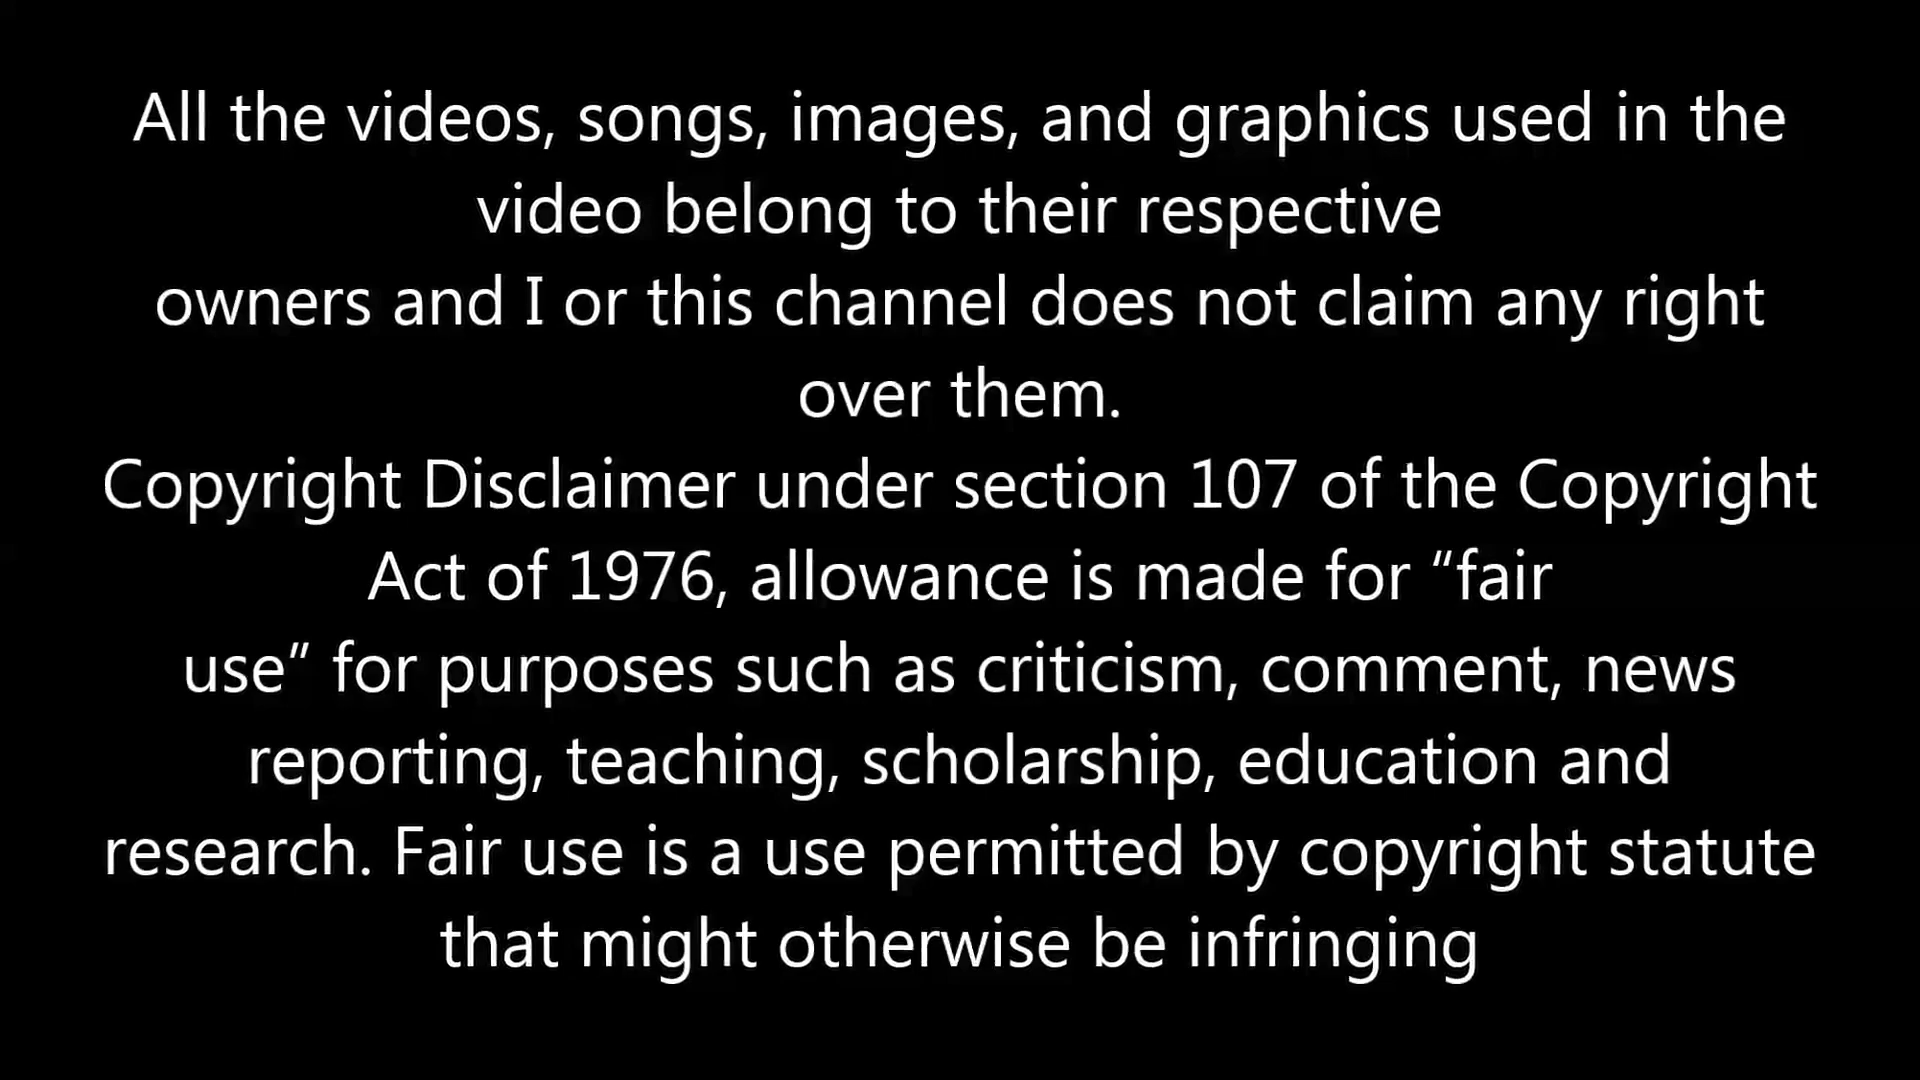 All the videos, songs, images, and graphics used in the
video belong to their respective
owners and I or this channel does not claim any right
over them.
Copyright Disclaimer under section 107 of the Copyright
Act of 1976, allowance is made for “fair
use” for purposes such as criticism, comment, news
reporting, teaching, scholarship, education and
research. Fair use is a use permitted by copyright statute
that might otherwise be infringing